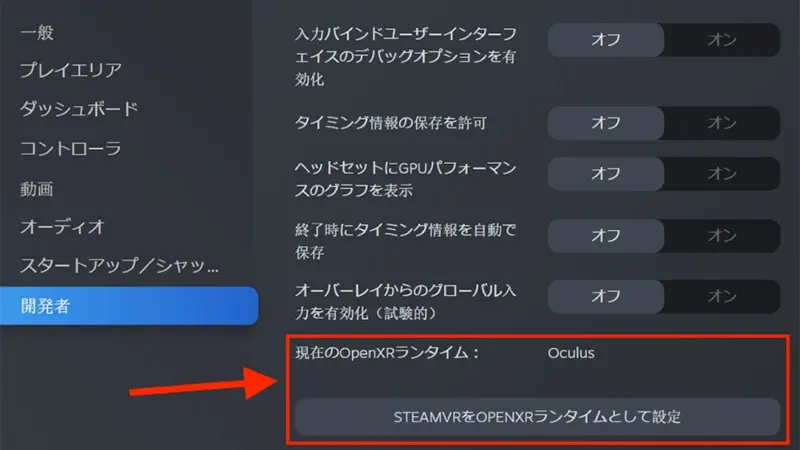 一般
プレイエリア
ダッシュボード
コントローラ
動画
オーディオ
スタートアップ／シャッ...
開発者
入力バインドユーザーインターフ
ェイスのデバッグオプションを有
効化
オフ
オン
タイミング情報の保存を許可
オフ
オン
ヘッドセットにGPUパフォーマン
スのグラフを表示
オフ
オン
終了時にタイミング情報を自動で
保存
オフ
オン
オーバーレイからのグローバル入
力を有効化（試験的）
オフ
オン
現在のOpenXRランタイム：
Oculus
STEAMVRをOPENXRランタイムとして設定